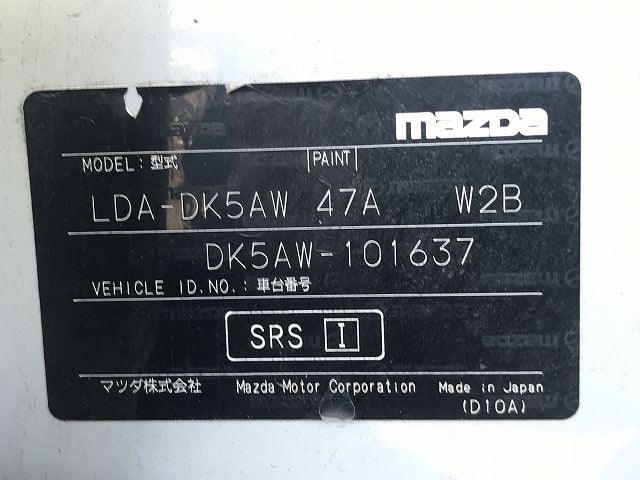 mazda
MODEL: 型式 PAINT
LDA-DK5AW 47A W2B
DK5AW-101637
VEHICLE ID.NO.: 車台番号
SRS I
マツダ株式会社 Mazda Motor Corporation Made in Japan
(D10A)